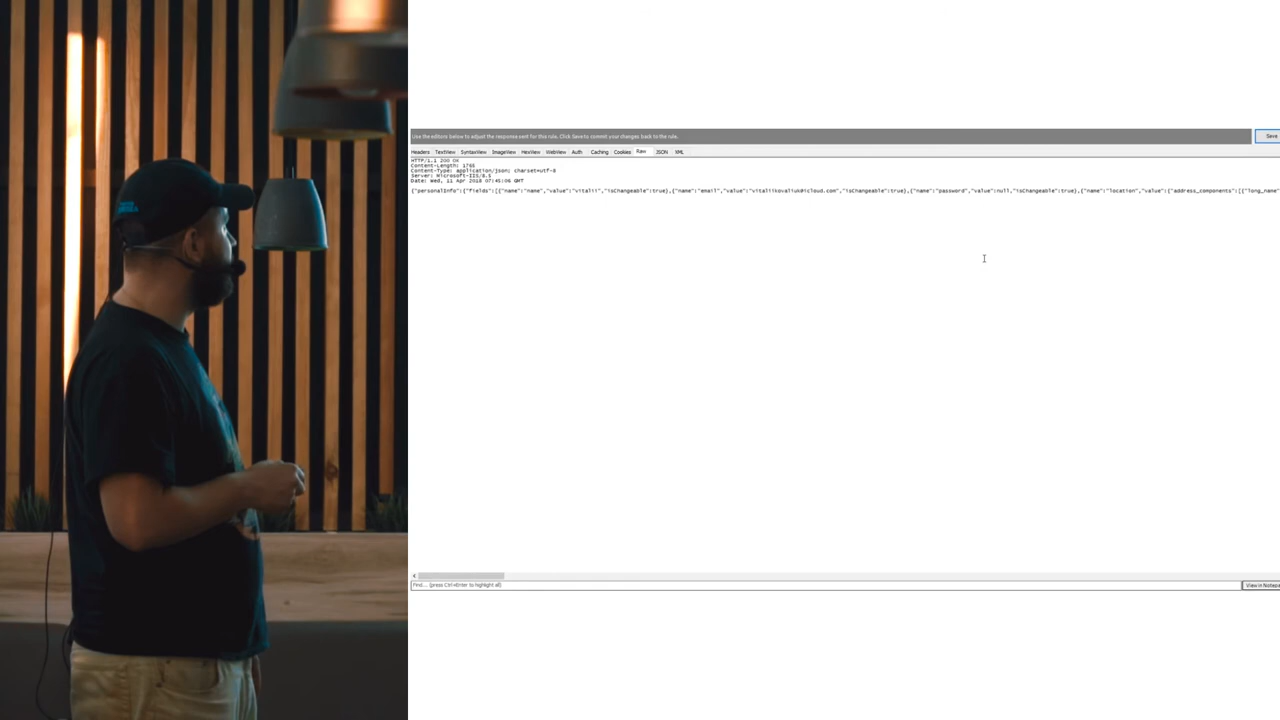 Use the editors below to adjust the response sent for this rule. Click Save to commit your changes back to the rule.
Save
Headers TextView SyntaxView ImageView HexView WebView Auth Caching Cookies Raw JSON XML
HTTP/1.1 200 OK
Content-Length: 1765
Content-Type: application/json; charset=utf-8
Server: Microsoft-IIS/8.5
Date: Wed, 11 Apr 2018 07:45:06 GMT
{"personalInfo":{"fields":[{"name":"name","value":"vitalii","isChangeable":true},{"name":"email","value":"vitaliikovaliuk@icloud.com","isChangeable":true},{"name":"password","value":null,"isChangeable":true},{"name":"location","value":{"address_components":[{"long_name"
Find... (press Ctrl+Enter to highlight all)
View in Notepa